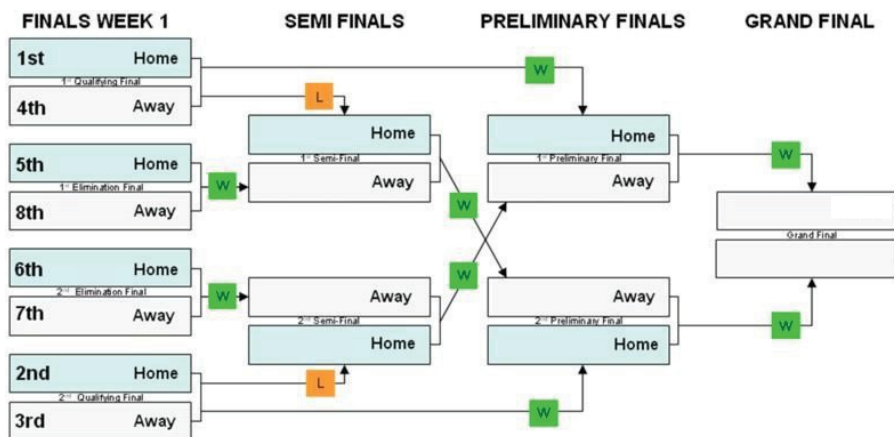 FINALS WEEK 1 SEMI FINALS PRELIMINARY FINALS GRAND FINAL
1st Home
1st Qualifying Final
4th Away
W
L
Home
1st Semi-Final
Away
Home
1st Preliminary Final
Away
5th Home
1st Elimination Final
8th Away
W
W
W
Grand Final
6th Home
2nd Elimination Final
7th Away
W
W
Away
2nd Semi-Final
Home
Away
2nd Preliminary Final
Home
W
2nd Home
2nd Qualifying Final
3rd Away
L
W